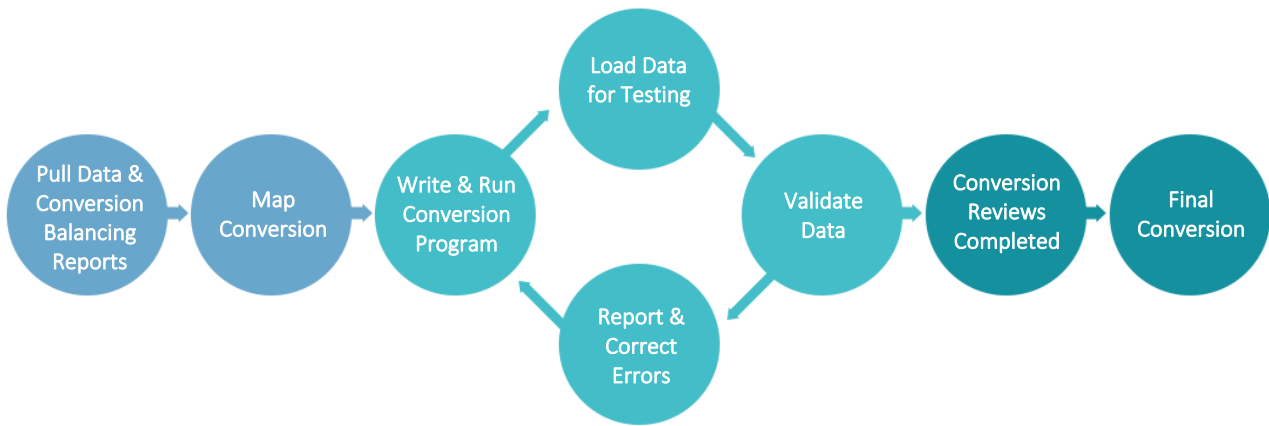 Pull Data &
Conversion
Balancing
Reports
Map
Conversion
Write & Run
Conversion
Program
Load Data
for Testing
Validate
Data
Report &
Correct
Errors
Conversion
Reviews
Completed
Final
Conversion